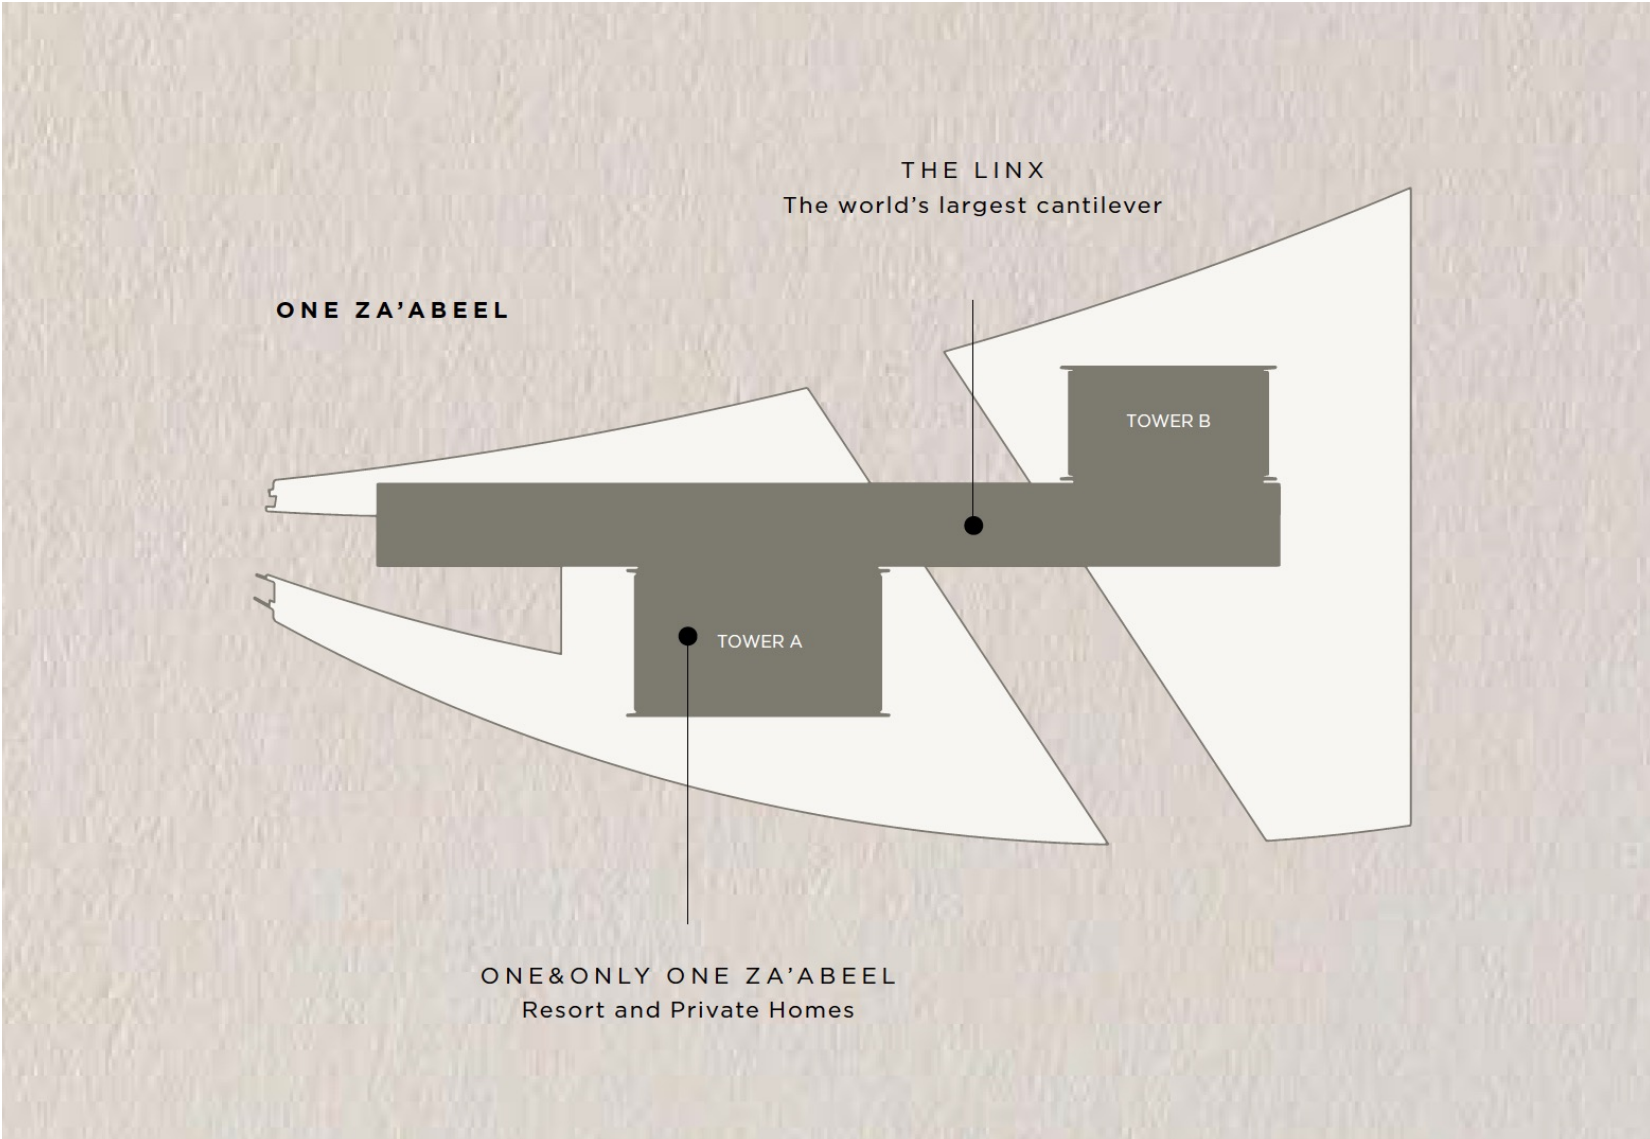 THE LINX
The world’s largest cantilever
ONE ZA’ABEEL
TOWER B
TOWER A
ONE&ONLY ONE ZA’ABEEL
Resort and Private Homes